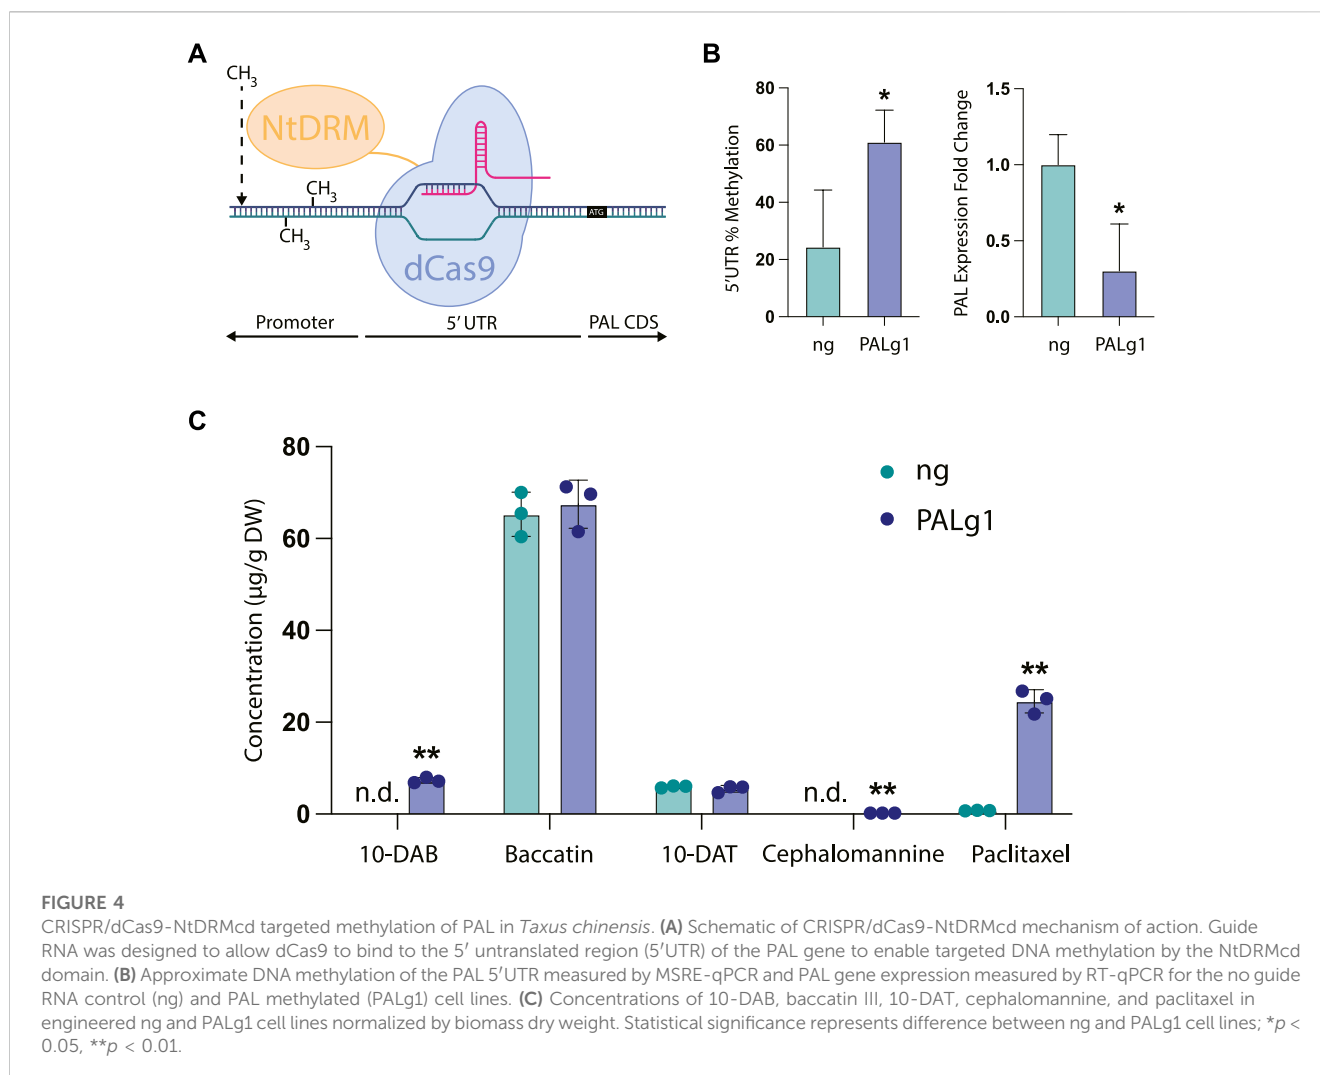 A
CH3
NtDRM
CH3
CH3
ATG
dCas9
Promoter
5′ UTR
PAL CDS
B
80
60
40
20
0
5′UTR % Methylation
*
ng
PALg1
1.5
1.0
0.5
0.0
PAL Expression Fold Change
*
ng
PALg1
C
80
60
40
20
0
Concentration (µg/g DW)
ng
PALg1
n.d.
**
n.d.
**
**
10-DAB
Baccatin
10-DAT
Cephalomannine
Paclitaxel
FIGURE 4
CRISPR/dCas9-NtDRMcd targeted methylation of PAL in Taxus chinensis. (A) Schematic of CRISPR/dCas9-NtDRMcd mechanism of action. Guide
RNA was designed to allow dCas9 to bind to the 5′ untranslated region (5′UTR) of the PAL gene to enable targeted DNA methylation by the NtDRMcd
domain. (B) Approximate DNA methylation of the PAL 5′UTR measured by MSRE-qPCR and PAL gene expression measured by RT-qPCR for the no guide
RNA control (ng) and PAL methylated (PALg1) cell lines. (C) Concentrations of 10-DAB, baccatin III, 10-DAT, cephalomannine, and paclitaxel in
engineered ng and PALg1 cell lines normalized by biomass dry weight. Statistical significance represents difference between ng and PALg1 cell lines; *p <
0.05, **p < 0.01.